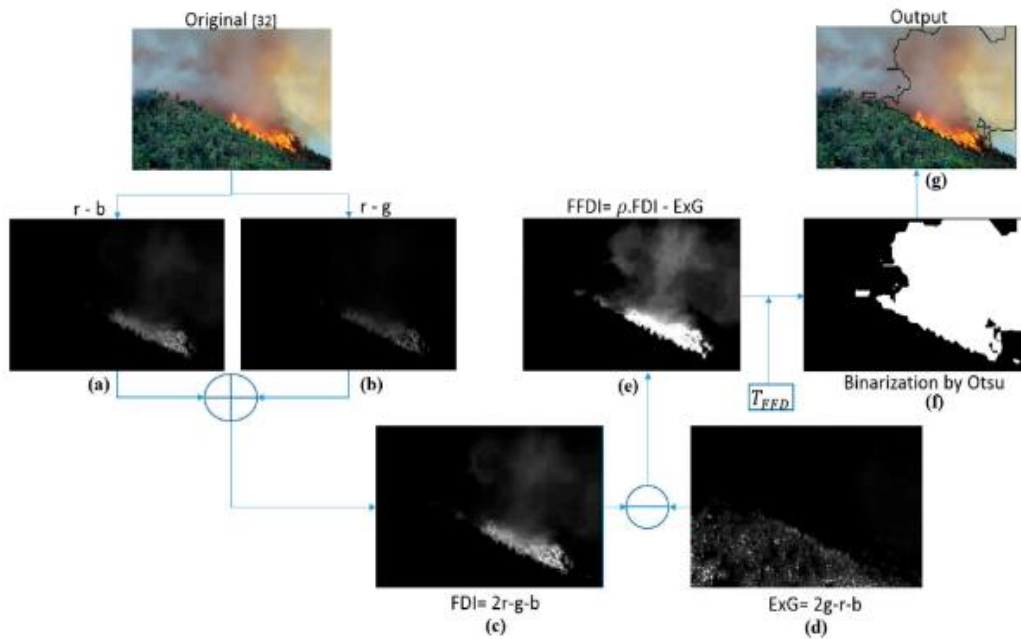 Original [32]
Output
(g)
r - b
r - g
FFDI= ρ.FDI - ExG
(a)
(b)
(e)
T_FFD
Binarization by Otsu
(f)
FDI= 2r-g-b
(c)
ExG= 2g-r-b
(d)